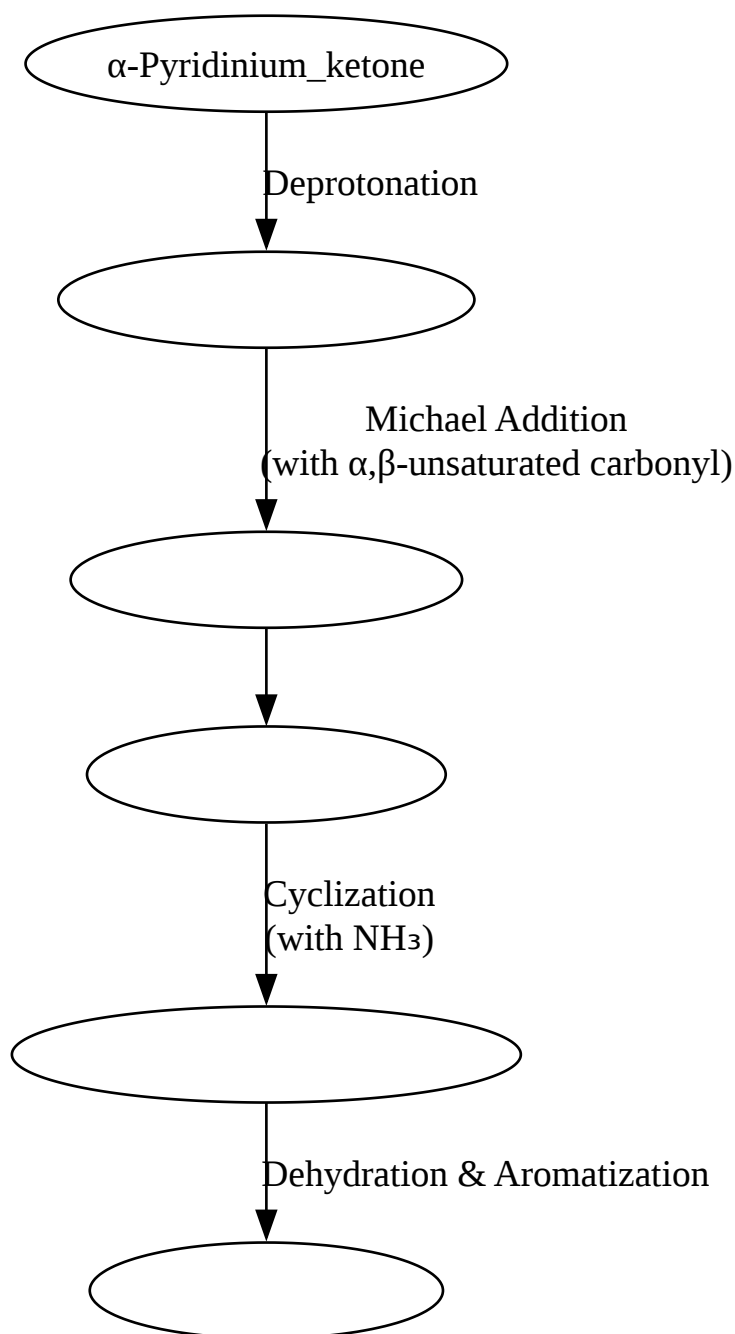 α-Pyridinium_ketone
Deprotonation
Michael Addition
(with α,β-unsaturated carbonyl)
Cyclization
(with NH₃)
Dehydration & Aromatization